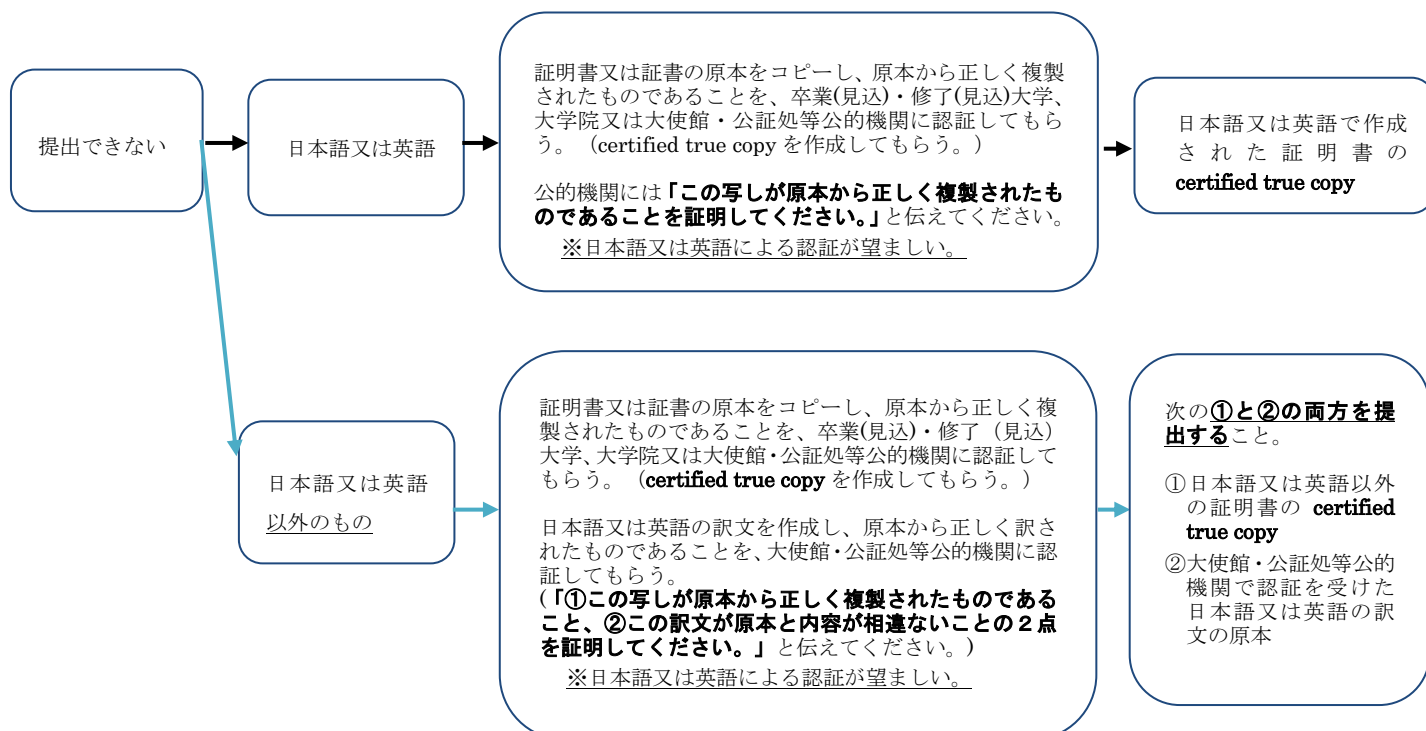 提出できない
日本語又は英語
証明書又は証書の原本をコピーし、原本から正しく複製
されたものであることを、卒業(見込)・修了(見込)大学、
大学院又は大使館・公証処等公的機関に認証してもら
う。（certified true copy を作成してもらう。）
公的機関には「この写しが原本から正しく複製されたも
のであることを証明してください。」と伝えてください。
※日本語又は英語による認証が望ましい。
日本語又は英語で作成
された証明書の
certified true copy
日本語又は英語
以外のもの
証明書又は証書の原本をコピーし、原本から正しく複
製されたものであることを、卒業(見込)・修了（見込）
大学、大学院又は大使館・公証処等公的機関に認証して
もらう。（certified true copy を作成してもらう。）
日本語又は英語の訳文を作成し、原本から正しく訳さ
れたものであることを、大使館・公証処等公的機関に認
証してもらう。
(「①この写しが原本から正しく複製されたものである
こと、②この訳文が原本と内容が相違ないことの２点
を証明してください。」と伝えてください。)
※日本語又は英語による認証が望ましい。
次の①と②の両方を提
出すること。
①日本語又は英語以外
の証明書の certified
true copy
②大使館・公証処等公的
機関で認証を受けた
日本語又は英語の訳
文の原本